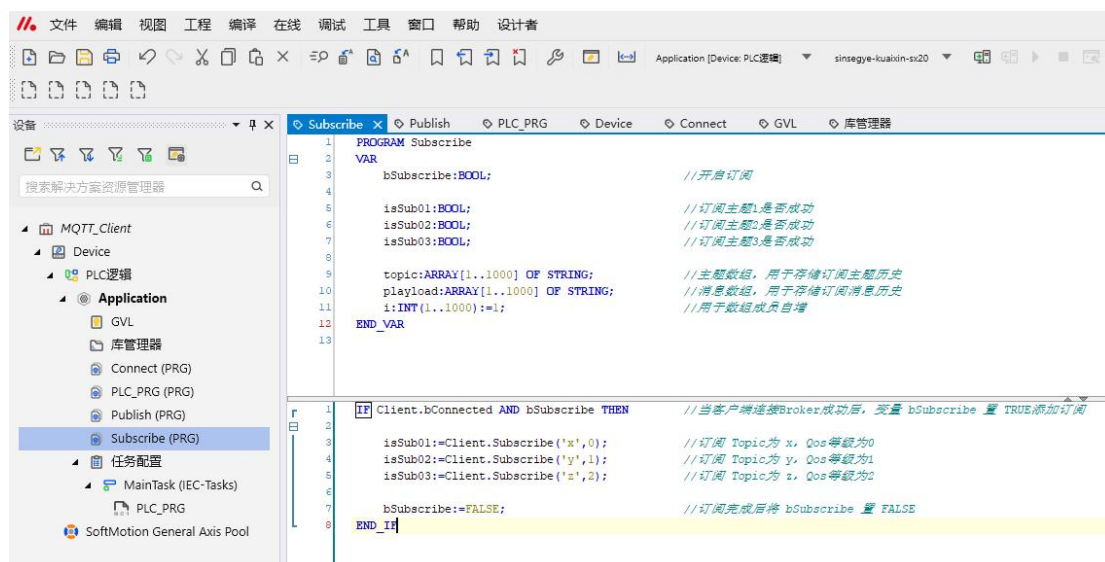 文件 编辑 视图 工程 编译 在线 调试 工具 窗口 帮助 设计者
Application [Device: PLC逻辑] sinsegye-kuaixin-sx20
设备
搜索解决方案资源管理器
MQTT_Client
Device
PLC逻辑
Application
GVL
库管理器
Connect (PRG)
PLC_PRG (PRG)
Publish (PRG)
Subscribe (PRG)
任务配置
MainTask (IEC-Tasks)
PLC_PRG
SoftMotion General Axis Pool
Subscribe Publish PLC_PRG Device Connect GVL 库管理器
1 PROGRAM Subscribe
2 VAR
3 bSubscribe:BOOL; //开启订阅
4
5 isSub01:BOOL; //订阅主题1是否成功
6 isSub02:BOOL; //订阅主题2是否成功
7 isSub03:BOOL; //订阅主题3是否成功
8
9 topic:ARRAY[1..1000] OF STRING; //主题数组，用于存储订阅主题历史
10 playload:ARRAY[1..1000] OF STRING; //消息数组，用于存储订阅消息历史
11 i:INT(1..1000):=1; //用于数组成员自增
12 END_VAR
13
1 IF Client.bConnected AND bSubscribe THEN //当客户端连接Broker成功后，变量 bSubscribe 置 TRUE添加订阅
2
3 isSub01:=Client.Subscribe('x',0); //订阅 Topic为 x，Qos等级为0
4 isSub02:=Client.Subscribe('y',1); //订阅 Topic为 y，Qos等级为1
5 isSub03:=Client.Subscribe('z',2); //订阅 Topic为 z，Qos等级为2
6
7 bSubscribe:=FALSE; //订阅完成后将 bSubscribe 置 FALSE
8 END_IF